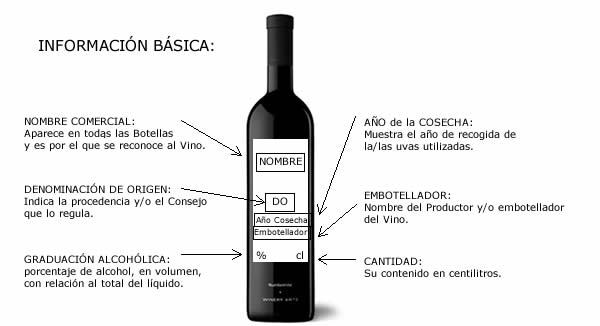 INFORMACIÓN BÁSICA:
NOMBRE COMERCIAL:
Aparece en todas las Botellas
y es por el que se reconoce al Vino.
DENOMINACIÓN DE ORIGEN:
Indica la procedencia y/o el Consejo
que lo regula.
GRADUACIÓN ALCOHÓLICA:
porcentaje de alcohol, en volumen,
con relación al total del líquido.
NOMBRE
DO
Año Cosecha
Embotellador
% cl
WINERY ARTS
AÑO de la COSECHA:
Muestra el año de recogida de
la/las uvas utilizadas.
EMBOTELLADOR:
Nombre del Productor y/o embotellador
del Vino.
CANTIDAD:
Su contenido en centilitros.